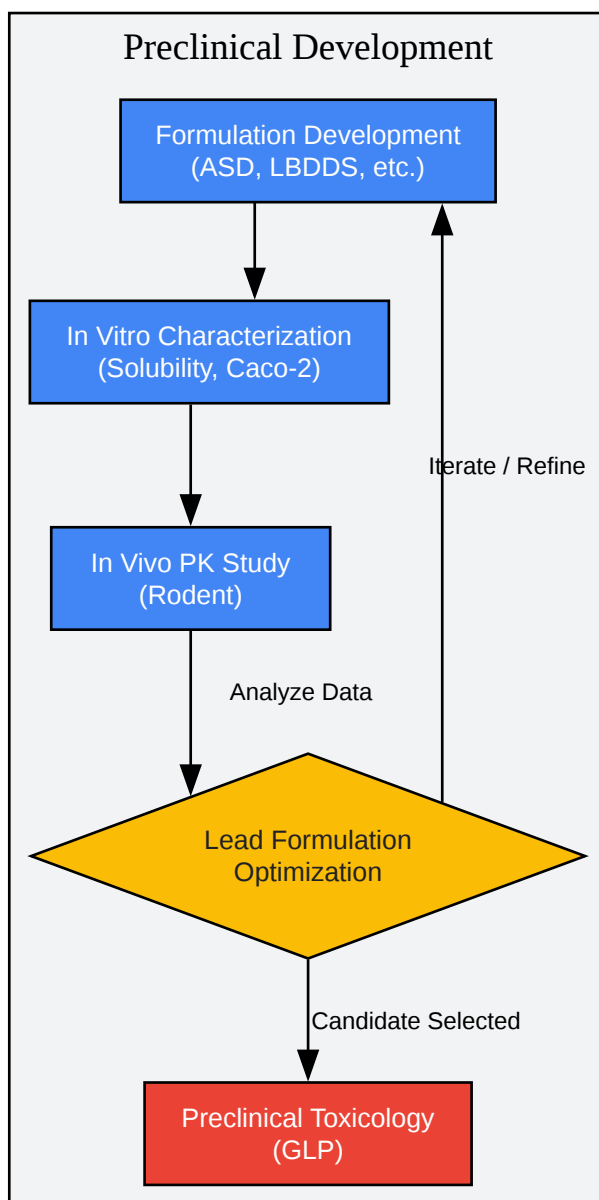 Preclinical Development
Formulation Development
(ASD, LBDDS, etc.)
In Vitro Characterization
(Solubility, Caco-2)
Iterate / Refine
In Vivo PK Study
(Rodent)
Analyze Data
Lead Formulation
Optimization
Candidate Selected
Preclinical Toxicology
(GLP)